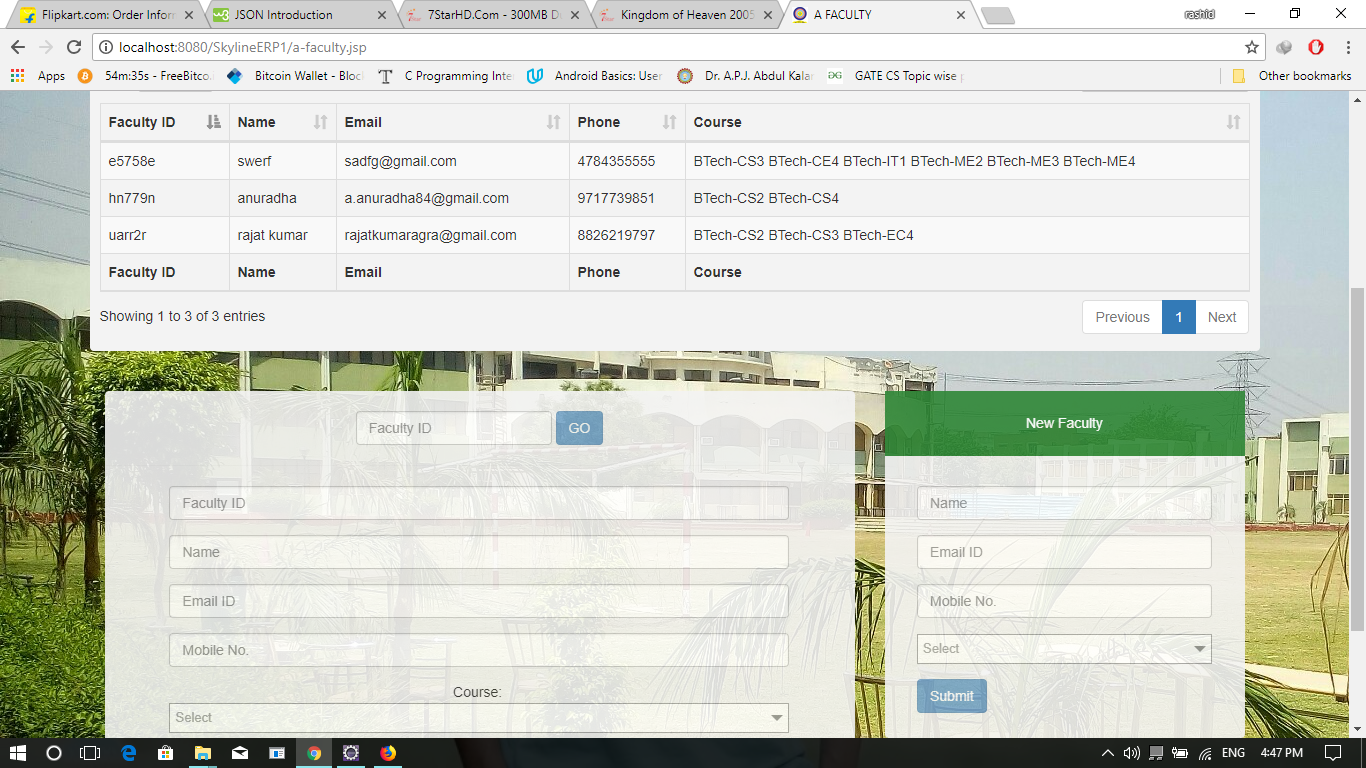 Flipkart.com: Order Inforr
JSON Introduction
7StarHD.Com - 300MB D
Kingdom of Heaven 2005
A FACULTY
rashid
localhost:8080/SkylineERP1/a-faculty.jsp
Apps
54m:35s - FreeBitco.
Bitcoin Wallet - Bloc
C Programming Inte
Android Basics: User
Dr. A.P.J. Abdul Kala
GATE CS Topic wise p
Other bookmarks
Faculty ID Name Email Phone Course
e5758e swerf sadfg@gmail.com 4784355555 BTech-CS3 BTech-CE4 BTech-IT1 BTech-ME2 BTech-ME3 BTech-ME4
hn779n anuradha a.anuradha84@gmail.com 9717739851 BTech-CS2 BTech-CS4
uarr2r rajat kumar rajatkumaragra@gmail.com 8826219797 BTech-CS2 BTech-CS3 BTech-EC4
Faculty ID Name Email Phone Course
Showing 1 to 3 of 3 entries
Previous 1 Next
Faculty ID GO
Faculty ID
Name
Email ID
Mobile No.
Course:
Select
New Faculty
Name
Email ID
Mobile No.
Select
Submit
ENG 4:47 PM